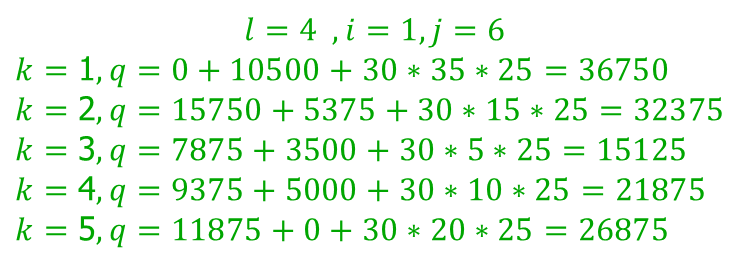 l = 4 , i = 1, j = 6
k = 1, q = 0 + 10500 + 30 ∗ 35 ∗ 25 = 36750
k = 2, q = 15750 + 5375 + 30 ∗ 15 ∗ 25 = 32375
k = 3, q = 7875 + 3500 + 30 ∗ 5 ∗ 25 = 15125
k = 4, q = 9375 + 5000 + 30 ∗ 10 ∗ 25 = 21875
k = 5, q = 11875 + 0 + 30 ∗ 20 ∗ 25 = 26875